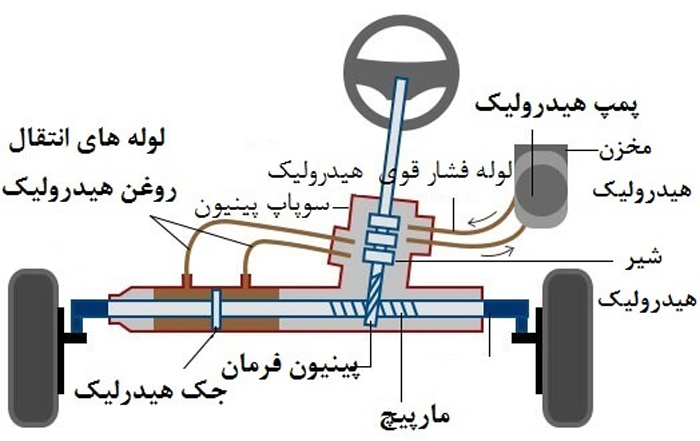 پمپ هیدرولیک
مخزن
هیدرولیک
لوله های انتقال
روغن هیدرولیک
لوله فشار قوی هیدرولیک
سوپاپ پینیون
شیر
هیدرولیک
پینیون فرمان
جک هیدرلیک
مارپیچ